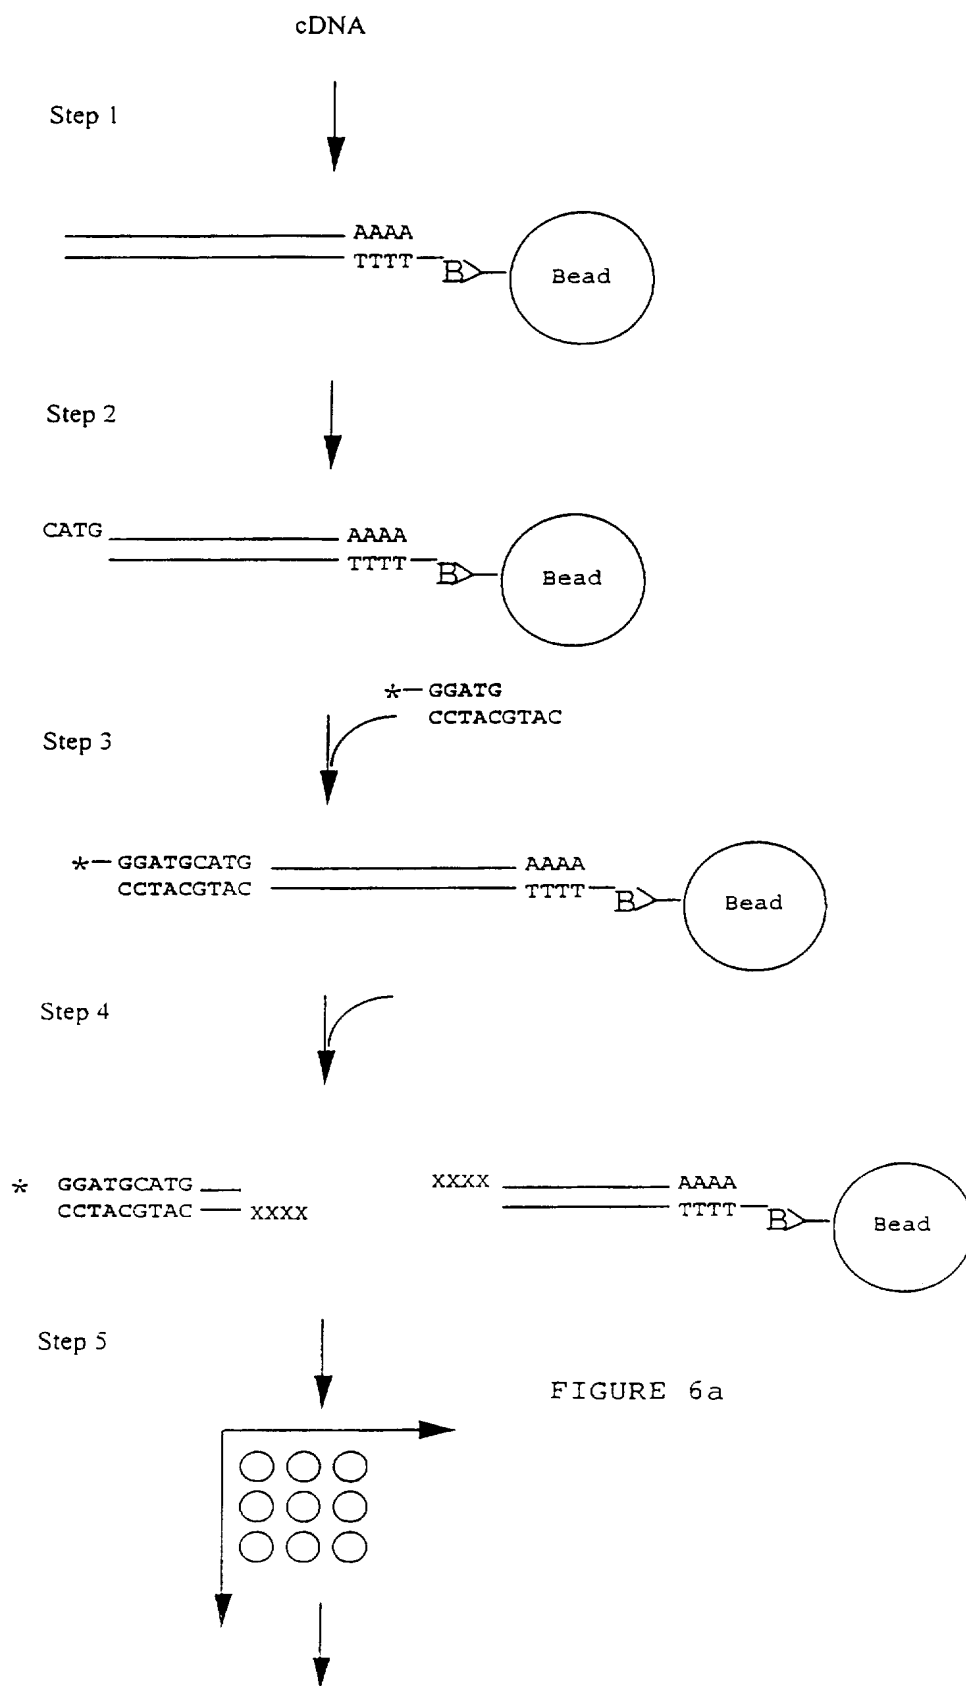 cDNA
Step 1
AAAA
TTTT
B
Bead
Step 2
CATG
AAAA
TTTT
B
Bead
*—GGATG
CCTACGTAC
Step 3
*—GGATGCATG
CCTACGTAC
AAAA
TTTT
B
Bead
Step 4
* GGATGCATG
CCTACGTAC
XXXX
XXXX
AAAA
TTTT
B
Bead
Step 5
FIGURE 6a